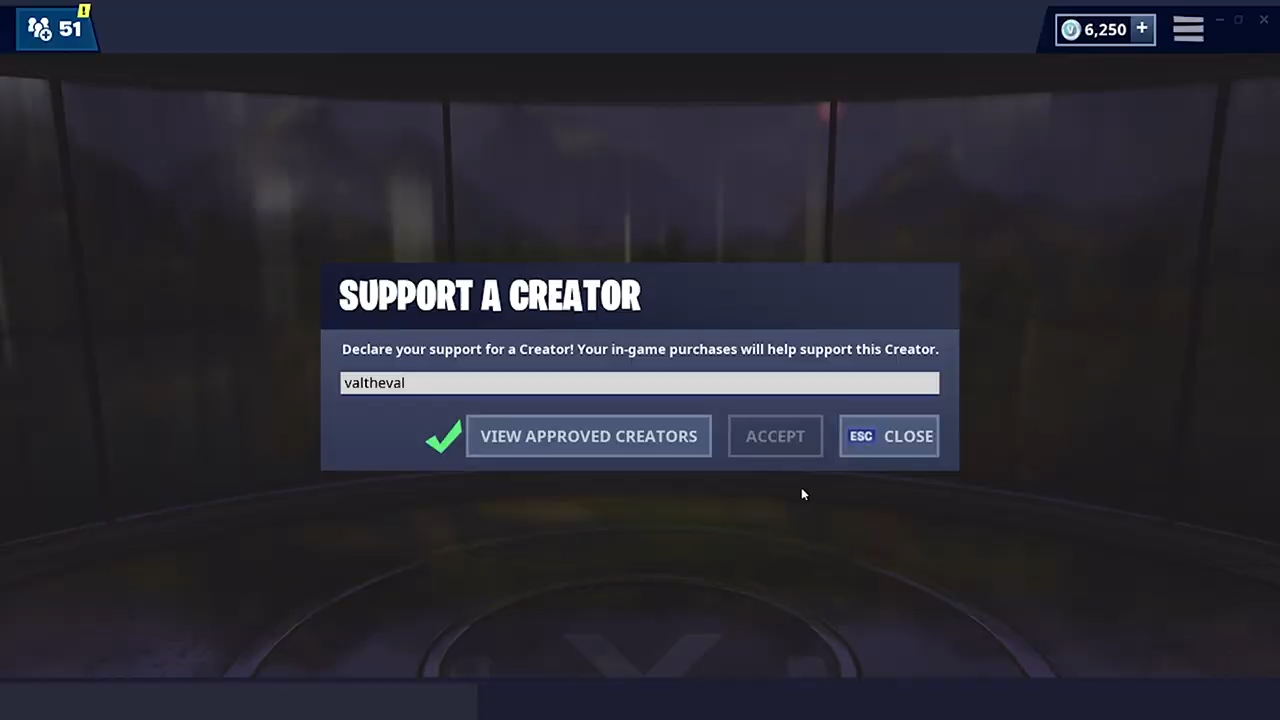 51
6,250 +
SUPPORT A CREATOR
Declare your support for a Creator! Your in-game purchases will help support this Creator.
valtheval
VIEW APPROVED CREATORS ACCEPT ESC CLOSE